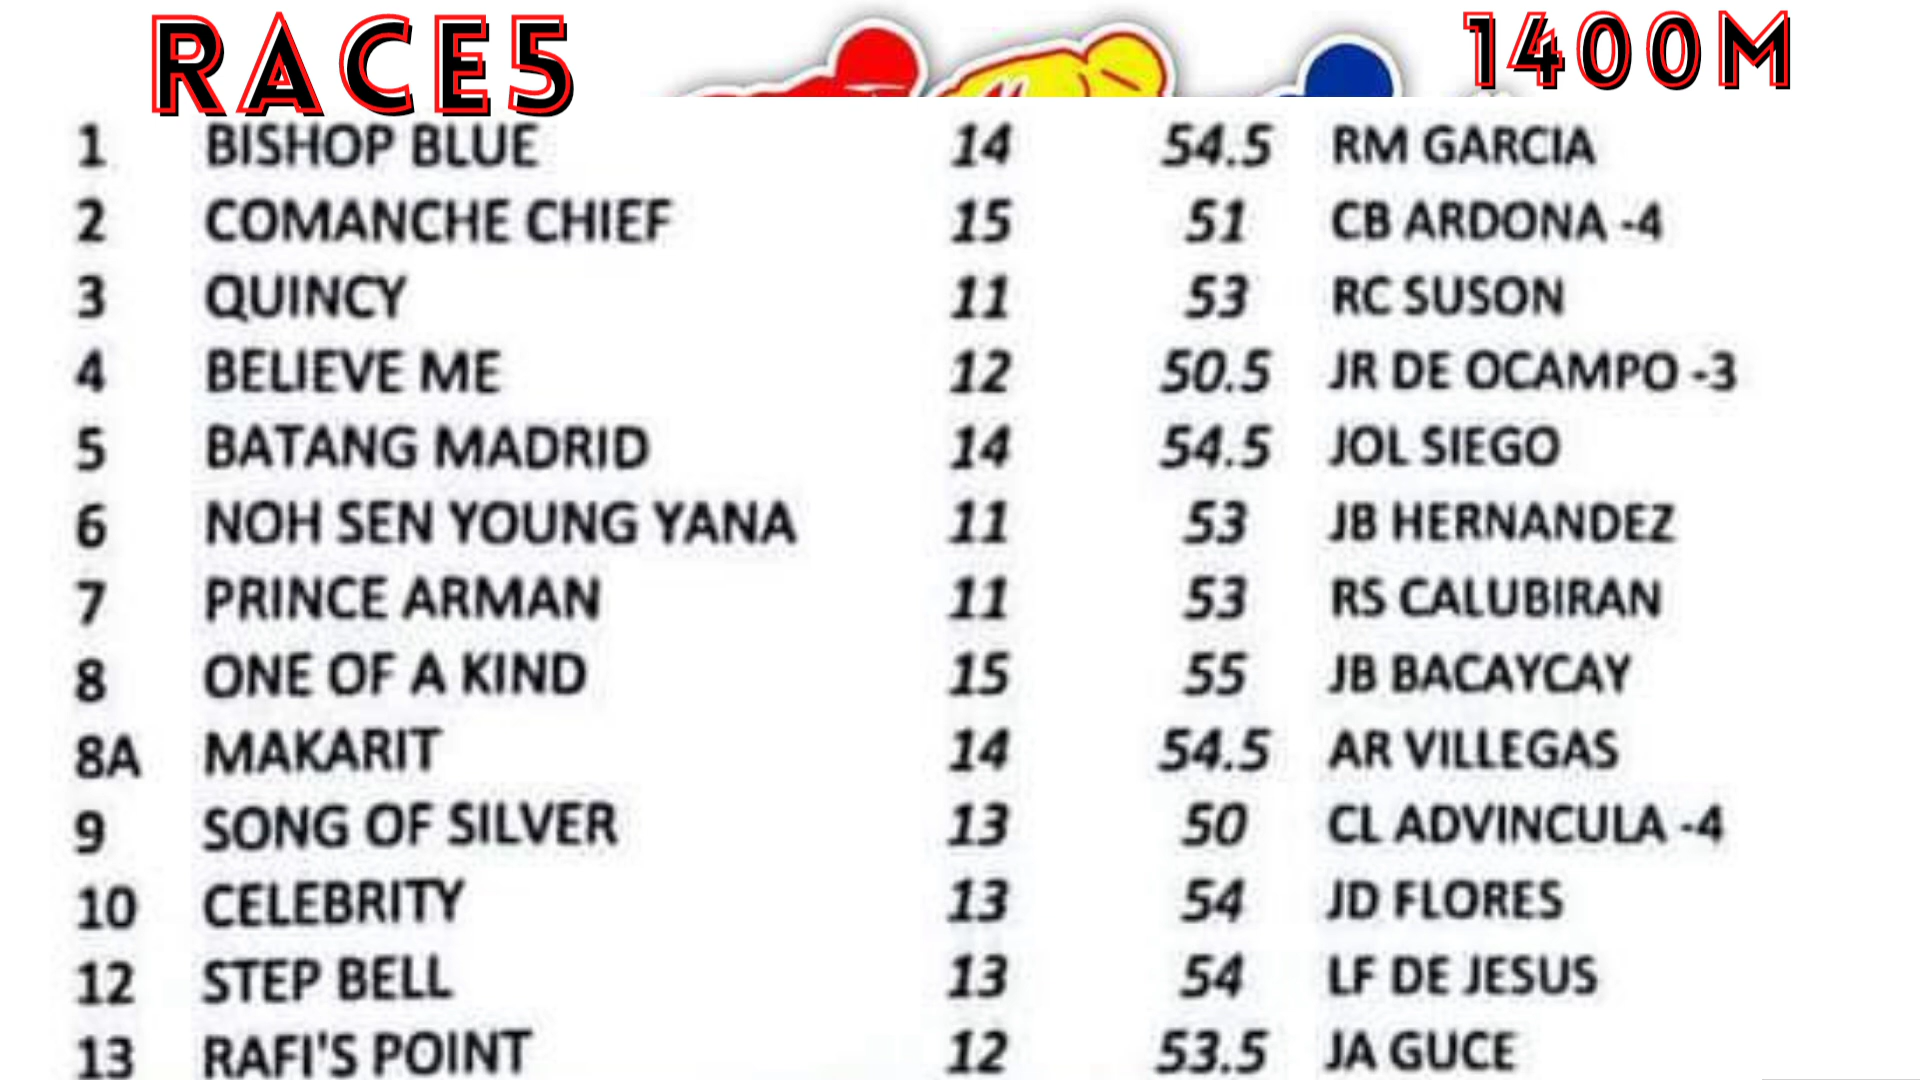 RACE5 1400M
1 BISHOP BLUE 14 54.5 RM GARCIA
2 COMANCHE CHIEF 15 51 CB ARDONA -4
3 QUINCY 11 53 RC SUSON
4 BELIEVE ME 12 50.5 JR DE OCAMPO -3
5 BATANG MADRID 14 54.5 JOL SIEGO
6 NOH SEN YOUNG YANA 11 53 JB HERNANDEZ
7 PRINCE ARMAN 11 53 RS CALUBIRAN
8 ONE OF A KIND 15 55 JB BACAYCAY
8A MAKARIT 14 54.5 AR VILLEGAS
9 SONG OF SILVER 13 50 CL ADVINCULA -4
10 CELEBRITY 13 54 JD FLORES
12 STEP BELL 13 54 LF DE JESUS
13 RAFI'S POINT 12 53.5 JA GUCE